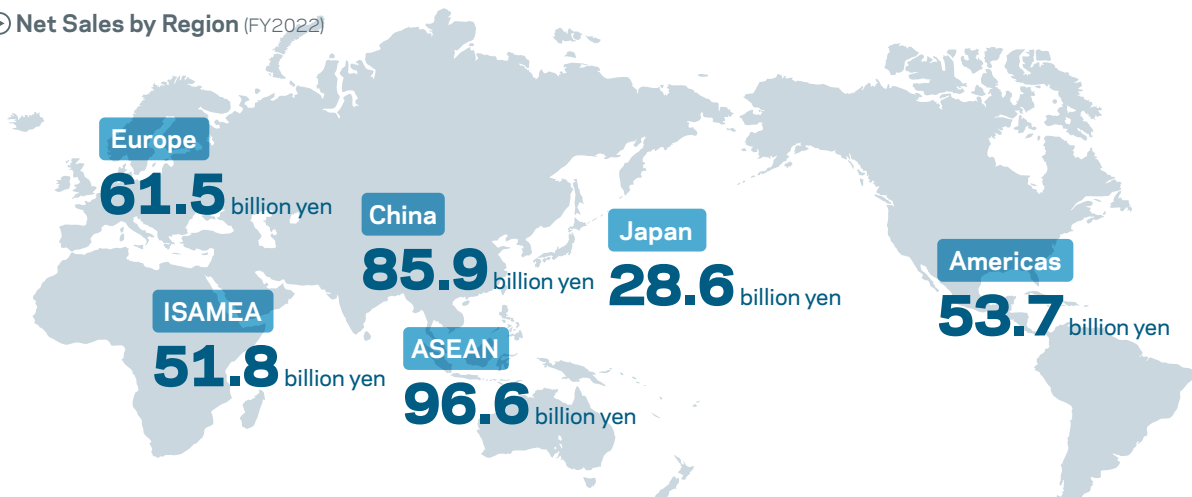 Net Sales by Region (FY2022)
Europe
61.5 billion yen
China
85.9 billion yen
Japan
28.6 billion yen
Americas
53.7 billion yen
ISAMEA
51.8 billion yen
ASEAN
96.6 billion yen